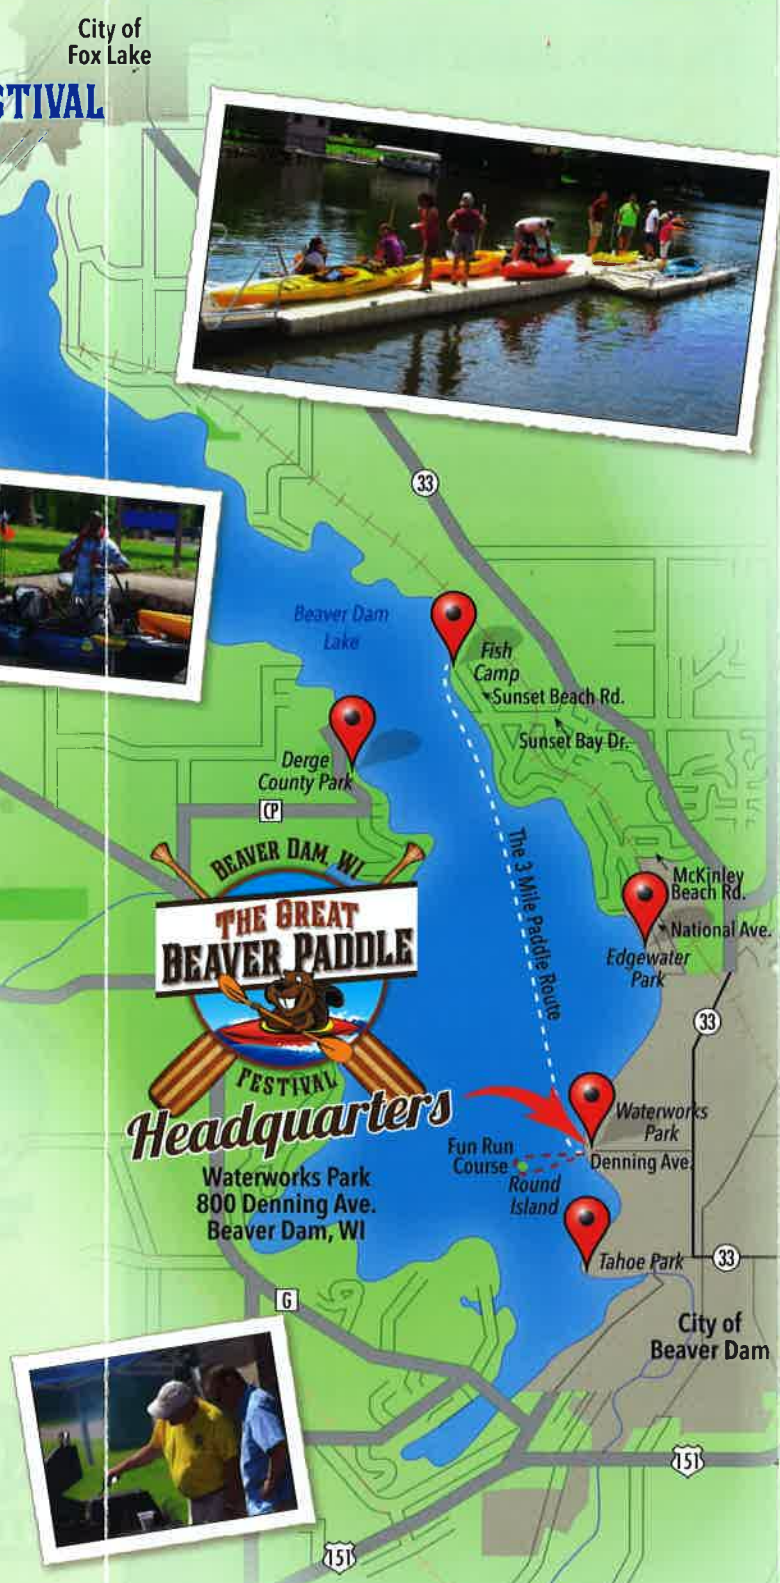 City of
Fox Lake
STIVAL
33
Beaver Dam
Lake
Fish
Camp
Sunset Beach Rd.
Sunset Bay Dr.
Derge
County Park
CP
The 3 Mile Paddle Route
McKinley
Beach Rd.
National Ave.
Edgewater
Park
33
BEAVER DAM, WI
THE GREAT
BEAVER PADDLE
FESTIVAL
Headquarters
Waterworks Park
800 Denning Ave.
Beaver Dam, WI
Waterworks
Park
Denning Ave.
Fun Run
Course
Round
Island
Tahoe Park
33
G
City of
Beaver Dam
151
151